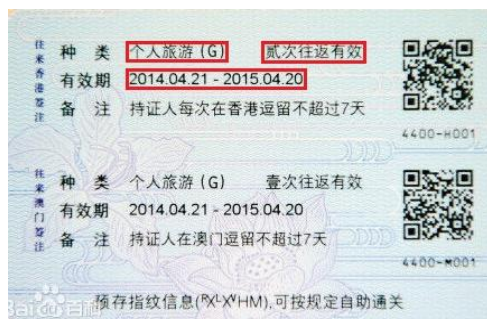 往来香港签注
种 类 个人旅游(G) 贰次往返有效
有效期 2014.04.21 - 2015.04.20
备 注 持证人每次在香港逗留不超过7天
4400-H001
往来澳门签注
种 类 个人旅游(G) 壹次往返有效
有效期 2014.04.21 - 2015.04.20
备 注 持证人在澳门逗留不超过7天
4400-M001
预存指纹信息(RX-XVHM),可按规定自助通关
Bai 百科